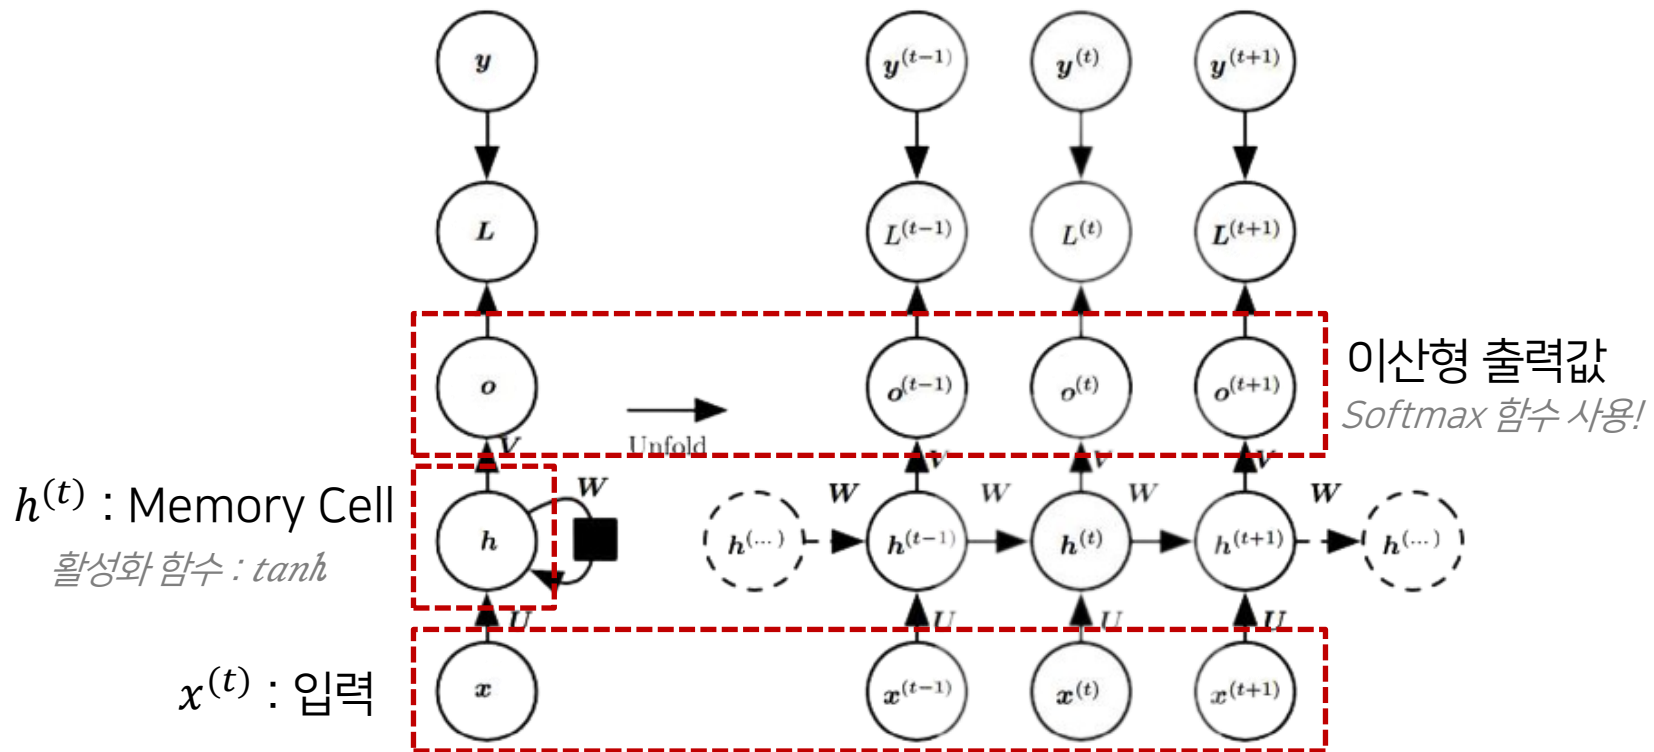 y y^(t−1) y^(t) y^(t+1)
L L^(t−1) L^(t) L^(t+1)
이산형 출력값
Softmax 함수 사용!
o o^(t−1) o^(t) o^(t+1)
Unfold
V V V V
W W W W W
h^(t) : Memory Cell
활성화 함수 : tanh
h h^(...) h^(t−1) h^(t) h^(t+1) h^(...)
U U U U
x^(t) : 입력
x x^(t−1) x^(t) x^(t+1)